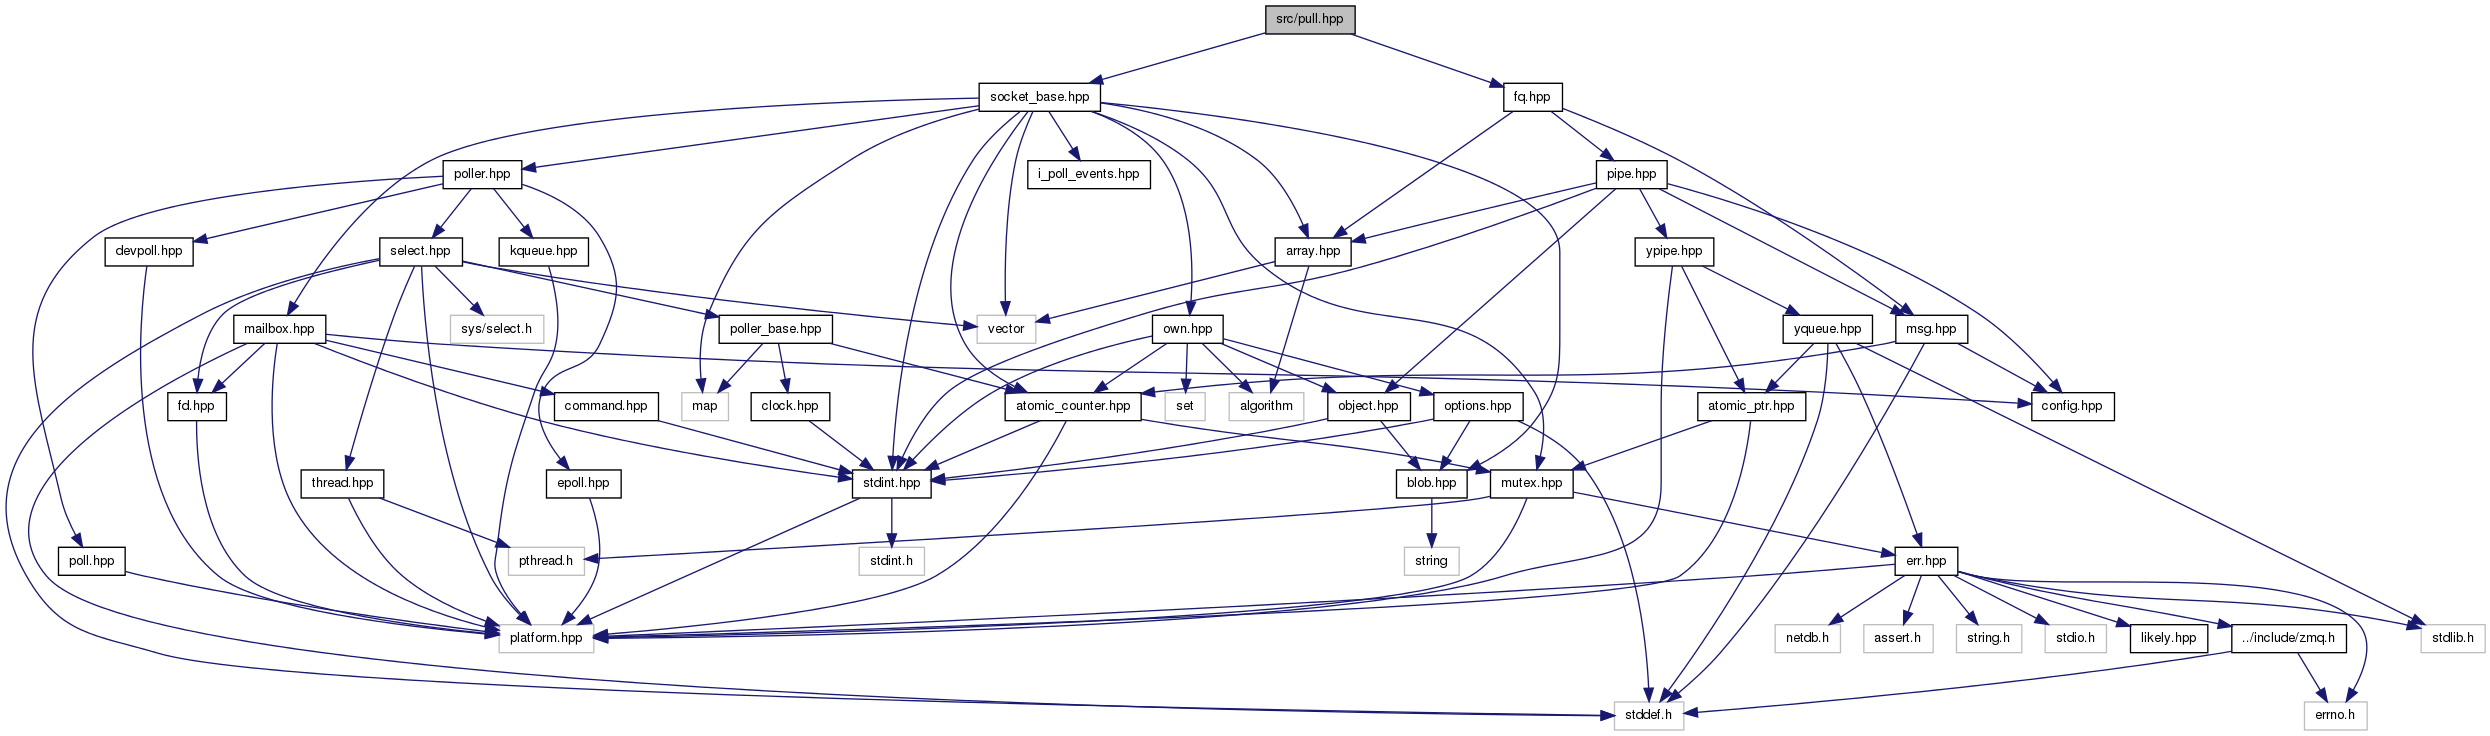 src/pull.hpp
socket_base.hpp
fq.hpp
poller.hpp
i_poll_events.hpp
pipe.hpp
devpoll.hpp
select.hpp
kqueue.hpp
array.hpp
ypipe.hpp
mailbox.hpp
sys/select.h
poller_base.hpp
vector
own.hpp
yqueue.hpp
msg.hpp
fd.hpp
command.hpp
map
clock.hpp
atomic_counter.hpp
set
algorithm
object.hpp
options.hpp
atomic_ptr.hpp
config.hpp
thread.hpp
epoll.hpp
stdint.hpp
blob.hpp
mutex.hpp
poll.hpp
pthread.h
stdint.h
string
err.hpp
platform.hpp
netdb.h
assert.h
string.h
stdio.h
likely.hpp
../include/zmq.h
stdlib.h
stddef.h
errno.h